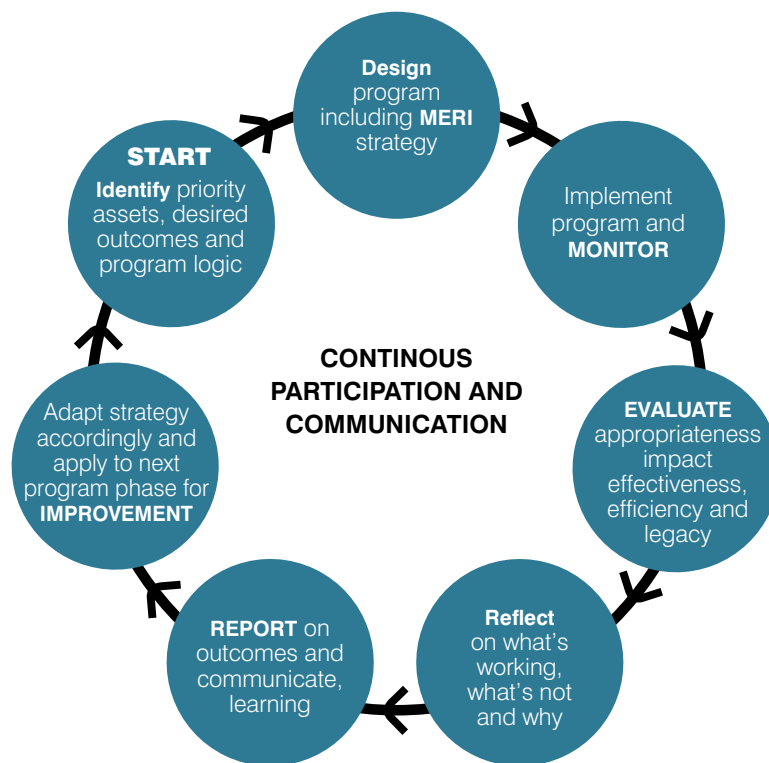 START
Identify priority
assets, desired
outcomes and
program logic
Design
program
including MERI
strategy
Implement
program and
MONITOR
EVALUATE
appropriateness
impact
effectiveness,
efficiency and
legacy
Reflect
on what's
working,
what's not
and why
REPORT on
outcomes and
communicate,
learning
Adapt strategy
accordingly and
apply to next
program phase for
IMPROVEMENT
CONTINOUS
PARTICIPATION AND
COMMUNICATION